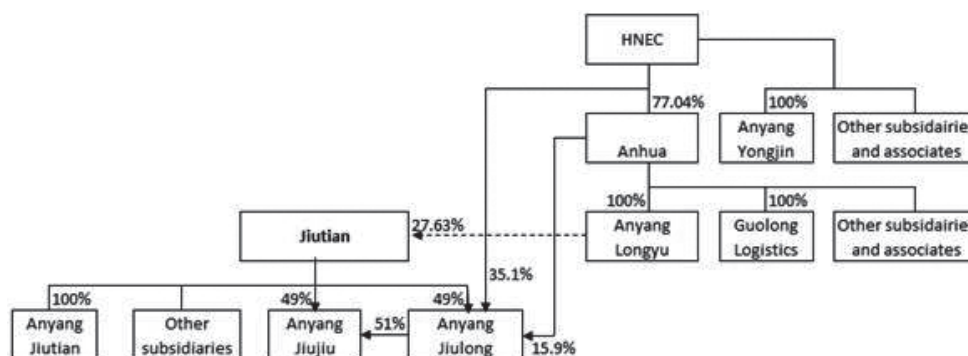 HNEC
77.04%
100%
Anhua
Anyang
Yongjin
Other subsidairie
and associates
100%
100%
Jiutian
27.63%
Anyang
Longyu
Guolong
Logistics
Other subsidairie
and associates
35.1%
100%
49%
49%
Anyang
Jiutian
Other
subsidiaries
Anyang
Jiujiu
51%
Anyang
Jiulong
15.9%